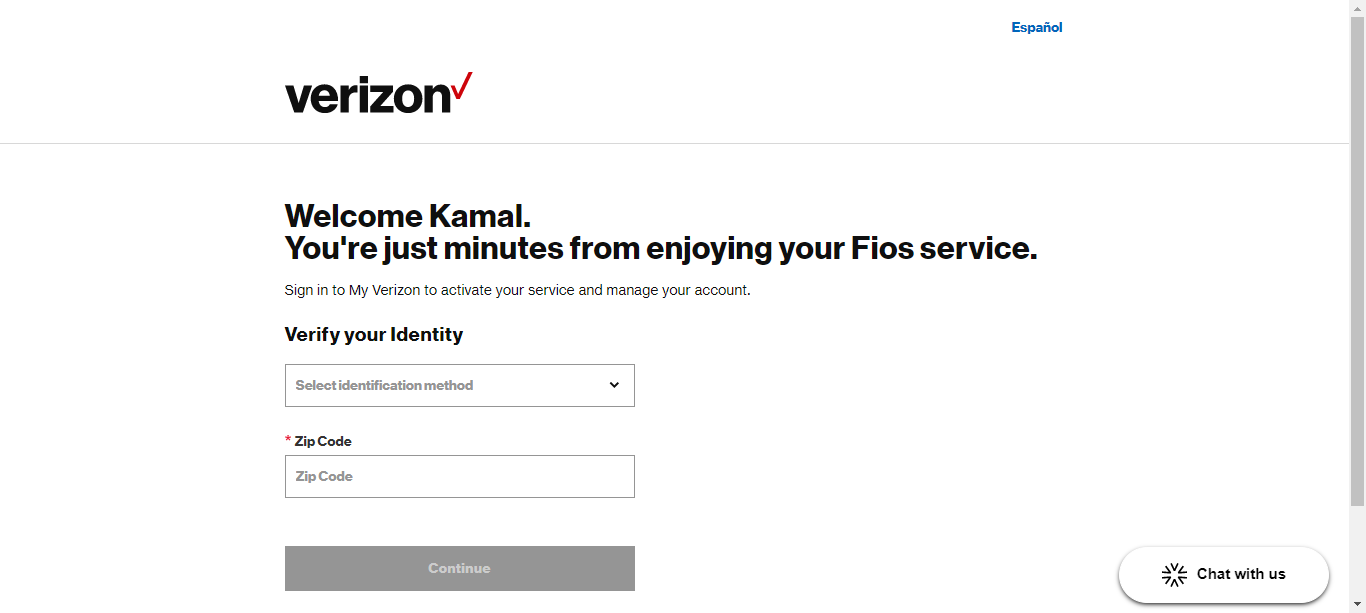 Español
verizon
Welcome Kamal.
You're just minutes from enjoying your Fios service.
Sign in to My Verizon to activate your service and manage your account.
Verify your Identity
Select identification method
* Zip Code
Zip Code
Continue
Chat with us